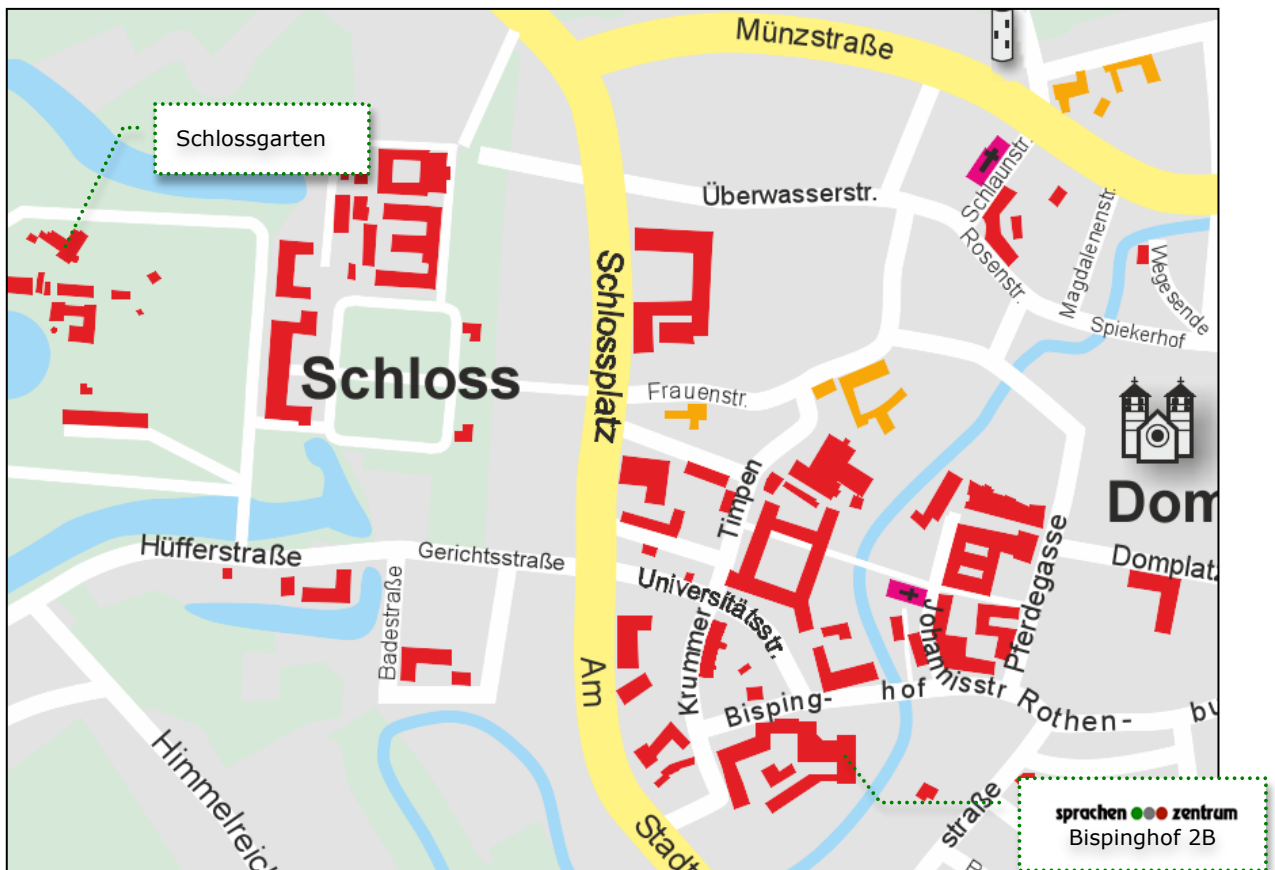 Münzstraße
Schlossgarten
Schlaunstr.
Überwasserstr.
Rosenstr.
Magdalenenstr.
Wegesende
Spiekerhof
Schlossplatz
Schloss
Frauenstr.
Timpen
Dom
Domplatz
Hüfferstraße
Gerichtsstraße
Badestraße
Universitätsstr.
Krummer
Johannisstr
Pferdegasse
Am
Stadt
Bisping-
hof
Rothen-
bu
Himmelreich
straße
sprachen zentrum
Bispinghof 2B